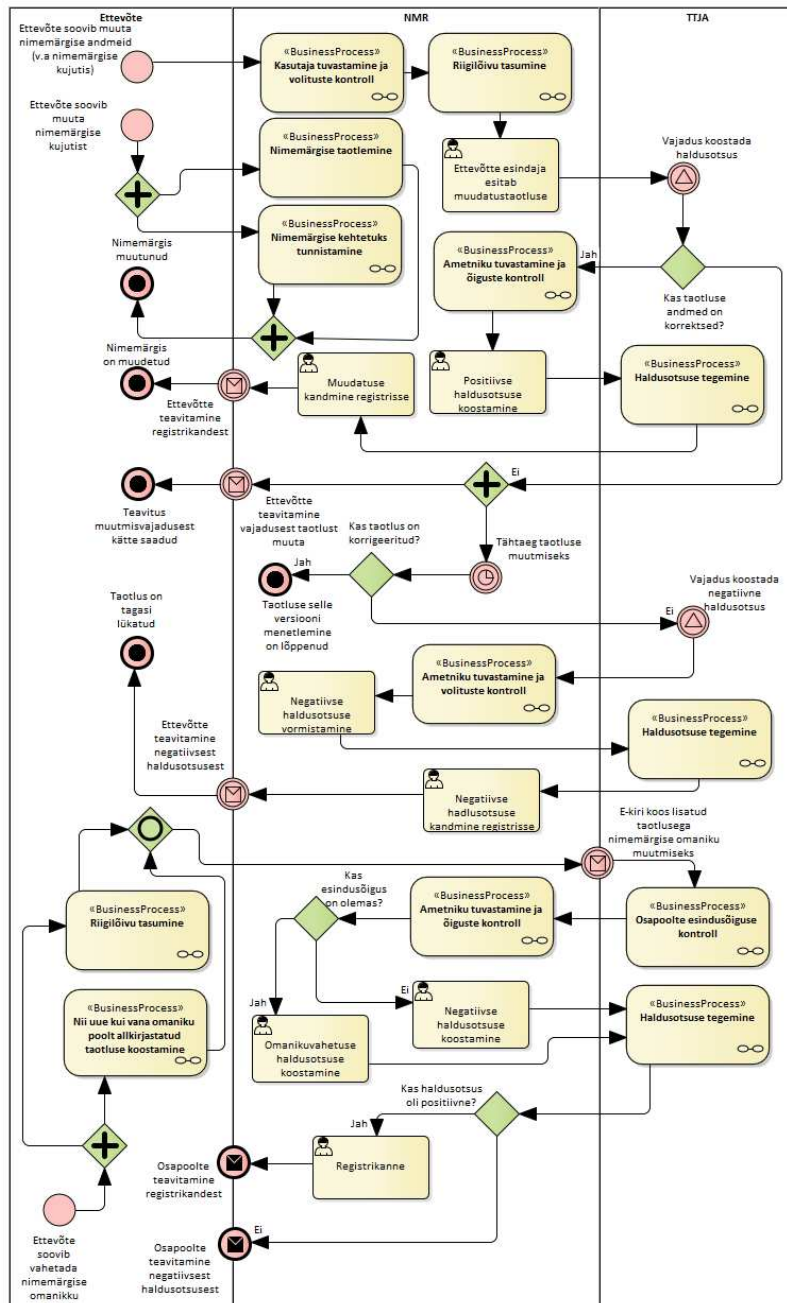 Ettevõte
NMR
TTJA
Ettevõte soovib muuta
nimemärgise andmeid
(v.a nimemärgise
kujutis)
«BusinessProcess»
Kasutaja tuvastamine ja
volituste kontroll
«BusinessProcess»
Riigilõivu tasumine
Ettevõte
soovib muuta
nimemärgise
kujutist
«BusinessProcess»
Nimemärgise taotlemine
Ettevõtte esindaja
esitab
muudatustaotluse
Vajadus koostada
haldusotsus
«BusinessProcess»
Nimemärgise kehtetuks
tunnistamine
«BusinessProcess»
Ametniku tuvastamine ja
õiguste kontroll
Jah
Kas taotluse
andmed on
korrektsed?
Nimemärgis
muutunud
Nimemärgis
on muudetud
Muudatuse
kandmine registrisse
Positiivse
haldusotsuse
koostamine
«BusinessProcess»
Haldusotsuse tegemine
Ettevõtte
teavitamine
registrikandest
Ei
Teavitus
muutmisvajadusest
kätte saadud
Ettevõtte
teavitamine
vajadusest taotlust
muuta
Kas taotlus on
korrigeeritud?
Tähtaeg taotluse
muutmiseks
Jah
Taotluse selle
versiooni
menetlemine
on lõppenud
Ei
Vajadus koostada
negatiivne
haldusotsus
Taotlus on
tagasi
lükatud
«BusinessProcess»
Ametniku tuvastamine ja
volituste kontroll
Negatiivse
haldusotsuse
vormistamine
«BusinessProcess»
Haldusotsuse tegemine
Ettevõtte
teavitamine
negatiivsest
haldusotsusest
Negatiivse
hadlusotsuse
kandmine registrisse
E-kiri koos lisatud
taotlusega
nimemärgise omaniku
muutmiseks
Kas
esindusõigus
on olemas?
«BusinessProcess»
Ametniku tuvastamine ja
õiguste kontroll
«BusinessProcess»
Osapoolte esindusõiguse
kontroll
«BusinessProcess»
Riigilõivu tasumine
Jah
Ei
Negatiivse
haldusotsuse
koostamine
«BusinessProcess»
Haldusotsuse tegemine
«BusinessProcess»
Nii uue kui vana omaniku
poolt allkirjastatud
taotluse koostamine
Omanikuvahetuse
haldusotsuse
koostamine
Kas haldusotsus
oli positiivne?
Jah
Registrikanne
Osapoolte
teavitamine
registrikandest
Ei
Ettevõte
soovib
vahetada
nimemärgise
omanikku
Osapoolte
teavitamine
negatiivsest
haldusotsusest